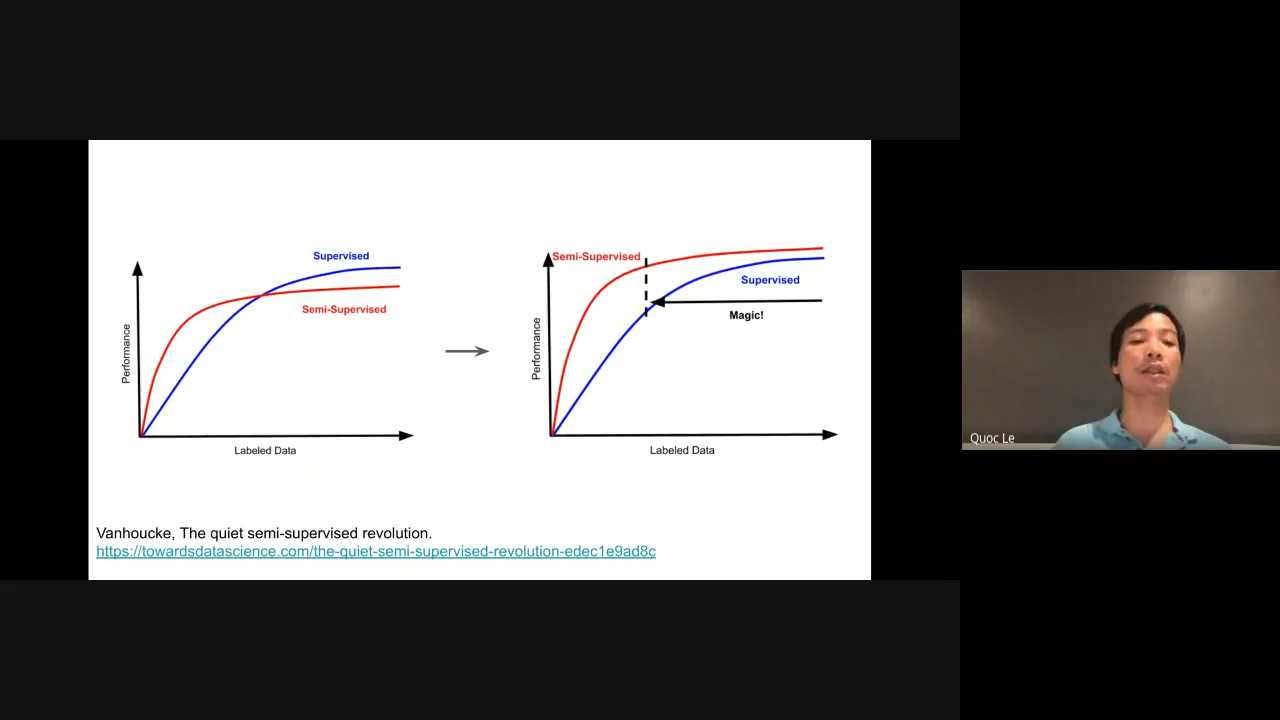 Supervised
Semi-Supervised
Performance
Labeled Data
Semi-Supervised
Supervised
Magic!
Performance
Labeled Data
Vanhoucke, The quiet semi-supervised revolution.
https://towardsdatascience.com/the-quiet-semi-supervised-revolution-edec1e9ad8c
Quoc Le